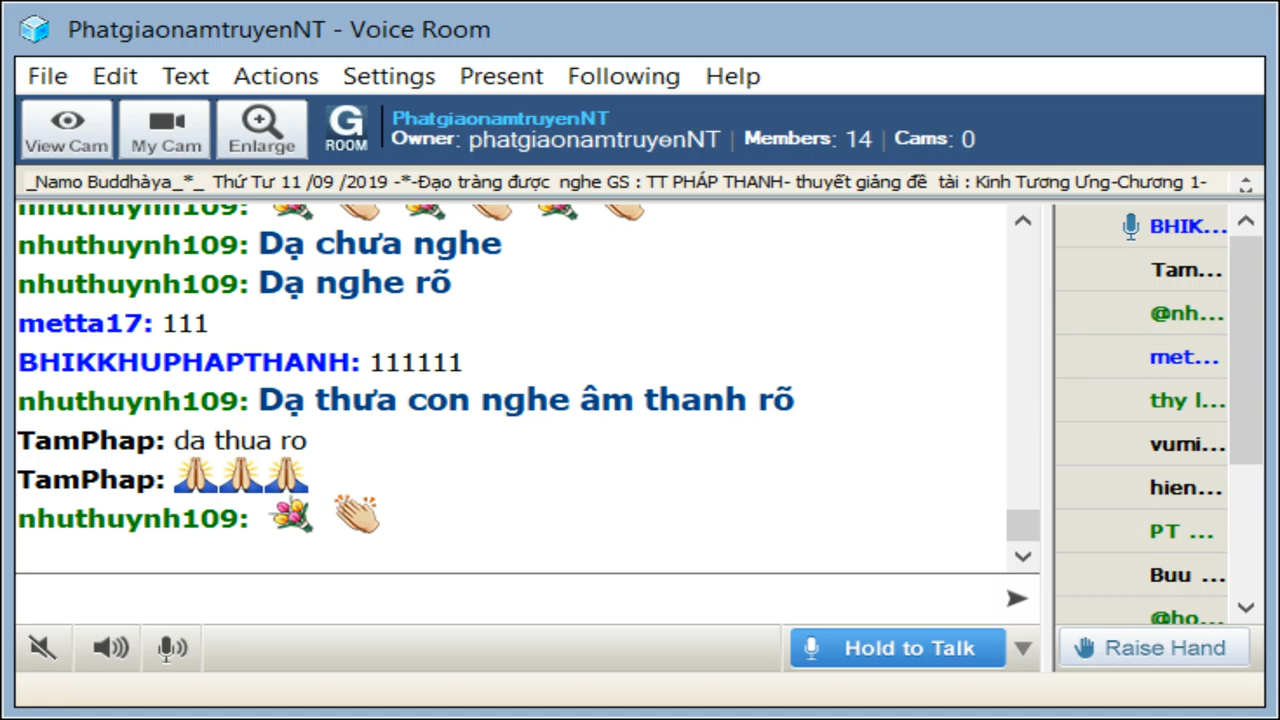 PhatgiaonamtruyenNT - Voice Room
File Edit Text Actions Settings Present Following Help
View Cam My Cam Enlarge G ROOM
PhatgiaonamtruyenNT
Owner: phatgiaonamtruyenNT | Members: 14 | Cams: 0
_Namo Buddhàya_*_ Thứ Tư 11 /09 /2019 -*-Đạo tràng được nghe GS : TT PHÁP THANH- thuyết giảng đề tài : Kinh Tương Ưng-Chương 1-
nhuthuynh109:
nhuthuynh109: Dạ chưa nghe
nhuthuynh109: Dạ nghe rõ
metta17: 111
BHIKKHUPHAPTHANH: 111111
nhuthuynh109: Dạ thưa con nghe âm thanh rõ
TamPhap: da thua ro
TamPhap: 🙏🙏🙏
nhuthuynh109:
BHIK...
Tam...
@nh...
met...
thy l...
vumi...
hien...
PT ...
Buu ...
@ho...
Hold to Talk
Raise Hand